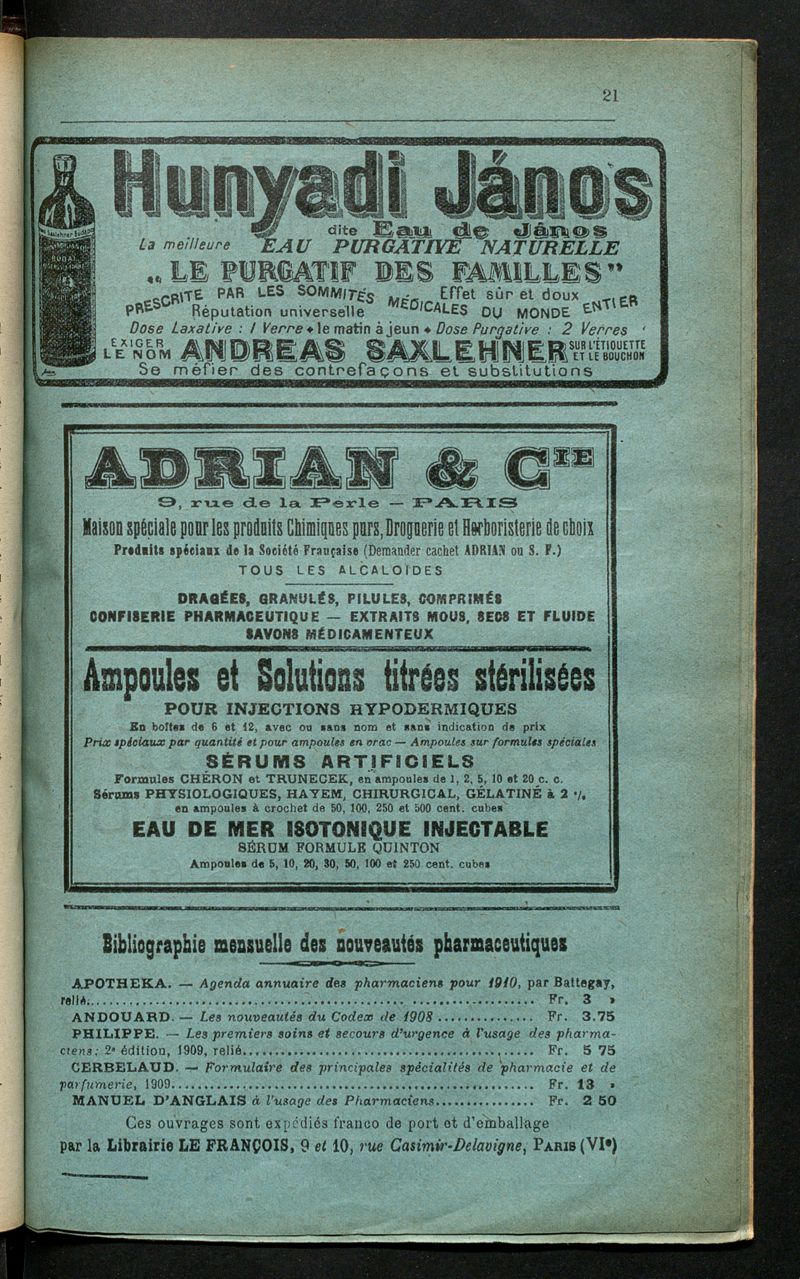 21
Hunyadi János
dite Eau de János
La meilleure EAU PURGATIVE NATURELLE
„LE PURGATIF DES FAMILLES”
PRESCRITE PAR LES SOMMITÉS MÉDICALES DU MONDE ENTIER
Effet sûr et doux
Réputation universelle
Dose Laxative : 1 Verre ◆ le matin à jeun ◆ Dose Purgative : 2 Verres
EXIGER LE NOM ANDREAS SAXLEHNER SUR L'ÉTIQUETTE ET LE BOUCHON
Se méfier des contrefaçons et substitutions
ADRIAN & CIE
9, rue de la Perle — PARIS
Maison spéciale pour les produits Chimiques purs, Droguerie et Herboristerie de choix
Produits spéciaux de la Société Française (Demander cachet ADRIAN ou S. F.)
TOUS LES ALCALOÏDES
DRAGÉES, GRANULÉS, PILULES, COMPRIMÉS
CONFISERIE PHARMACEUTIQUE — EXTRAITS MOUS, SECS ET FLUIDE
SAVONS MÉDICAMENTEUX
Ampoules et Solutions titrées stérilisées
POUR INJECTIONS HYPODERMIQUES
En boîtes de 6 et 12, avec ou sans nom et sans indication de prix
Prix spéciaux par quantité et pour ampoules en vrac — Ampoules sur formules spéciales
SÉRUMS ARTIFICIELS
Formules CHÉRON et TRUNECEK, en ampoules de 1, 2, 5, 10 et 20 c. c.
Sérums PHYSIOLOGIQUES, HAYEM, CHIRURGICAL, GÉLATINÉ à 2 %
en ampoules à crochet de 50, 100, 250 et 500 cent. cubes
EAU DE MER ISOTONIQUE INJECTABLE
SÉRUM FORMULE QUINTON
Ampoules de 5, 10, 20, 30, 50, 100 et 250 cent. cubes
Bibliographie mensuelle des nouveautés pharmaceutiques
APOTHEKA. — Agenda annuaire des pharmaciens pour 1910, par Battegay,
relié.................... Fr. 3 »
ANDOUARD. — Les nouveautés du Codex de 1908 ............... Fr. 3.75
PHILIPPE. — Les premiers soins et secours d'urgence à l'usage des pharma-
ciens; 2e édition, 1909, relié.................... Fr. 5 75
CERBELAUD. — Formulaire des principales spécialités de pharmacie et de
parfumerie, 1909.................... Fr. 13 »
MANUEL D'ANGLAIS à l'usage des Pharmaciens................ Fr. 2 50
Ces ouvrages sont expédiés franco de port et d'emballage
par la Librairie LE FRANÇOIS, 9 et 10, rue Casimir-Delavigne, PARIS (VIe)